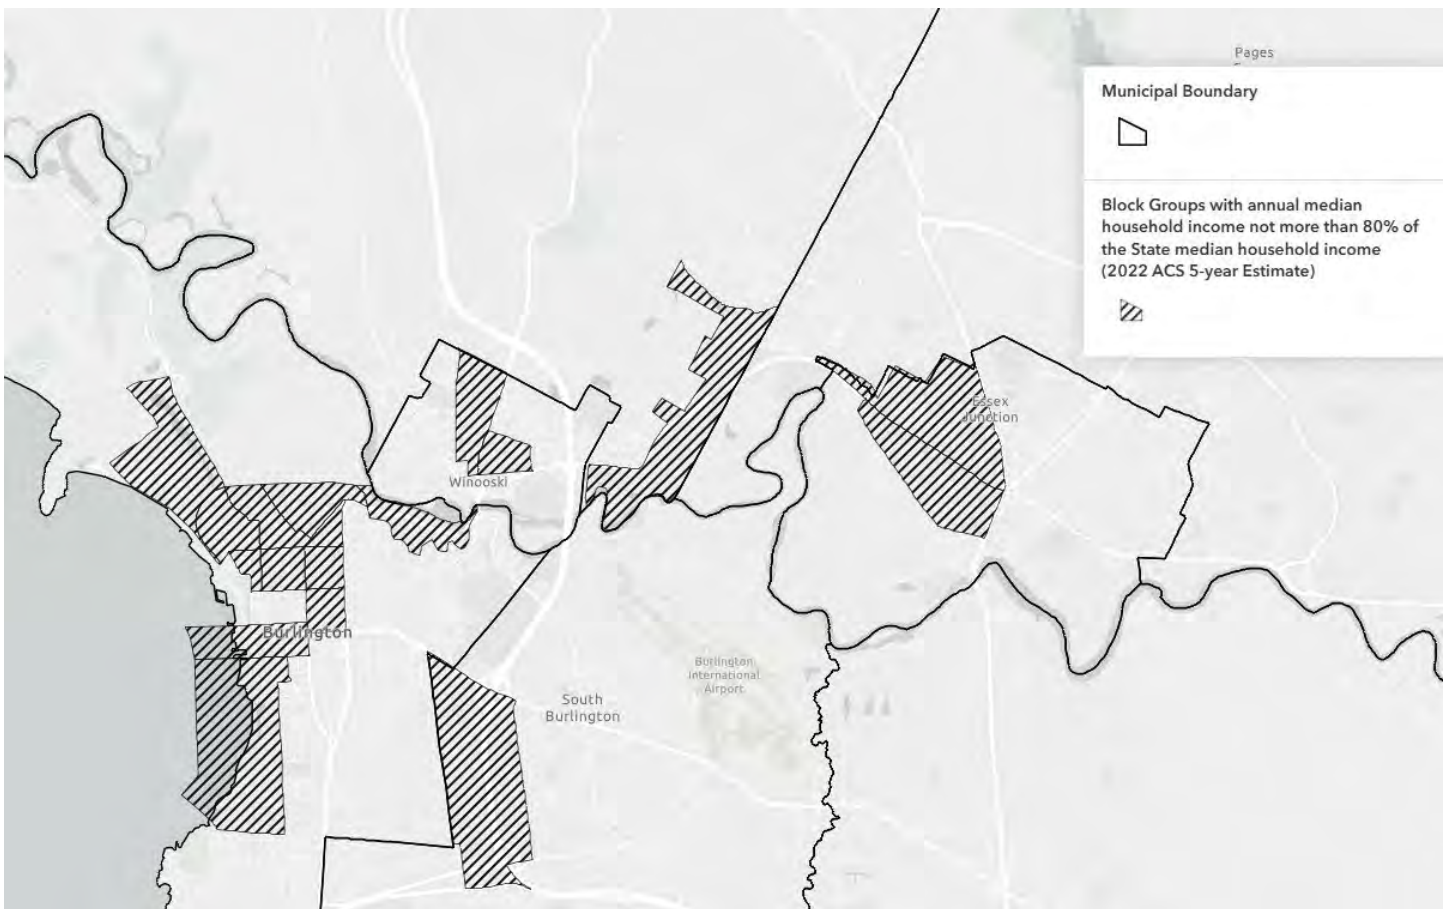 Pages
Municipal Boundary
Block Groups with annual median
household income not more than 80% of
the State median household income
(2022 ACS 5-year Estimate)
Essex
Junction
Winooski
Burlington
Burlington
International
Airport
South
Burlington